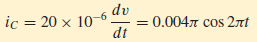 i_C = 20 × 10⁻⁶ dv/dt = 0.004π cos 2πt